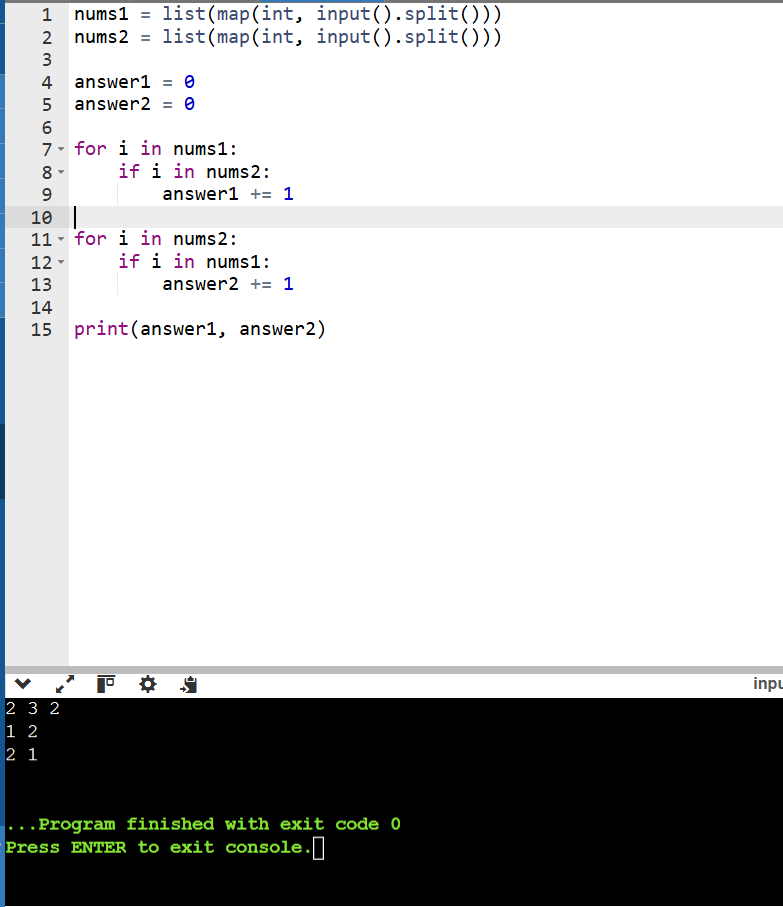 1 nums1 = list(map(int, input().split()))
2 nums2 = list(map(int, input().split()))
3
4 answer1 = 0
5 answer2 = 0
6
7 for i in nums1:
8     if i in nums2:
9         answer1 += 1
10
11 for i in nums2:
12     if i in nums1:
13         answer2 += 1
14
15 print(answer1, answer2)
inpu
2 3 2
1 2
2 1
...Program finished with exit code 0
Press ENTER to exit console.